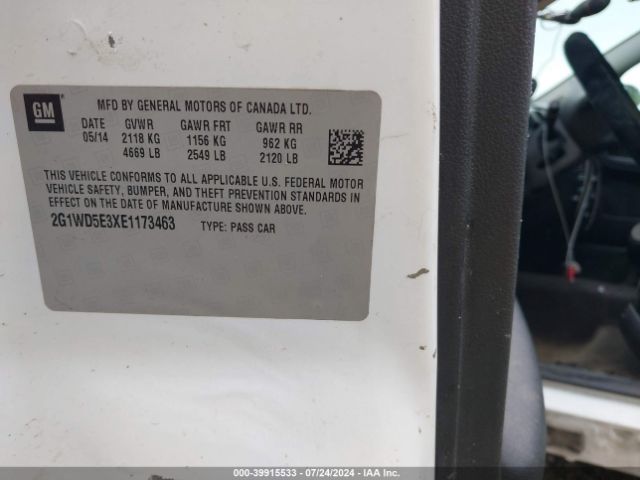 GM
MFD BY GENERAL MOTORS OF CANADA LTD.
DATE GVWR GAWR FRT GAWR RR
05/14 2118 KG 1156 KG 962 KG
4669 LB 2549 LB 2120 LB
THIS VEHICLE CONFORMS TO ALL APPLICABLE U.S. FEDERAL MOTOR
VEHICLE SAFETY, BUMPER, AND THEFT PREVENTION STANDARDS IN
EFFECT ON THE DATE OF MANUFACTURE SHOWN ABOVE.
2G1WD5E3XE1173463 TYPE: PASS CAR
000-39915533 - 07/24/2024 - IAA Inc.